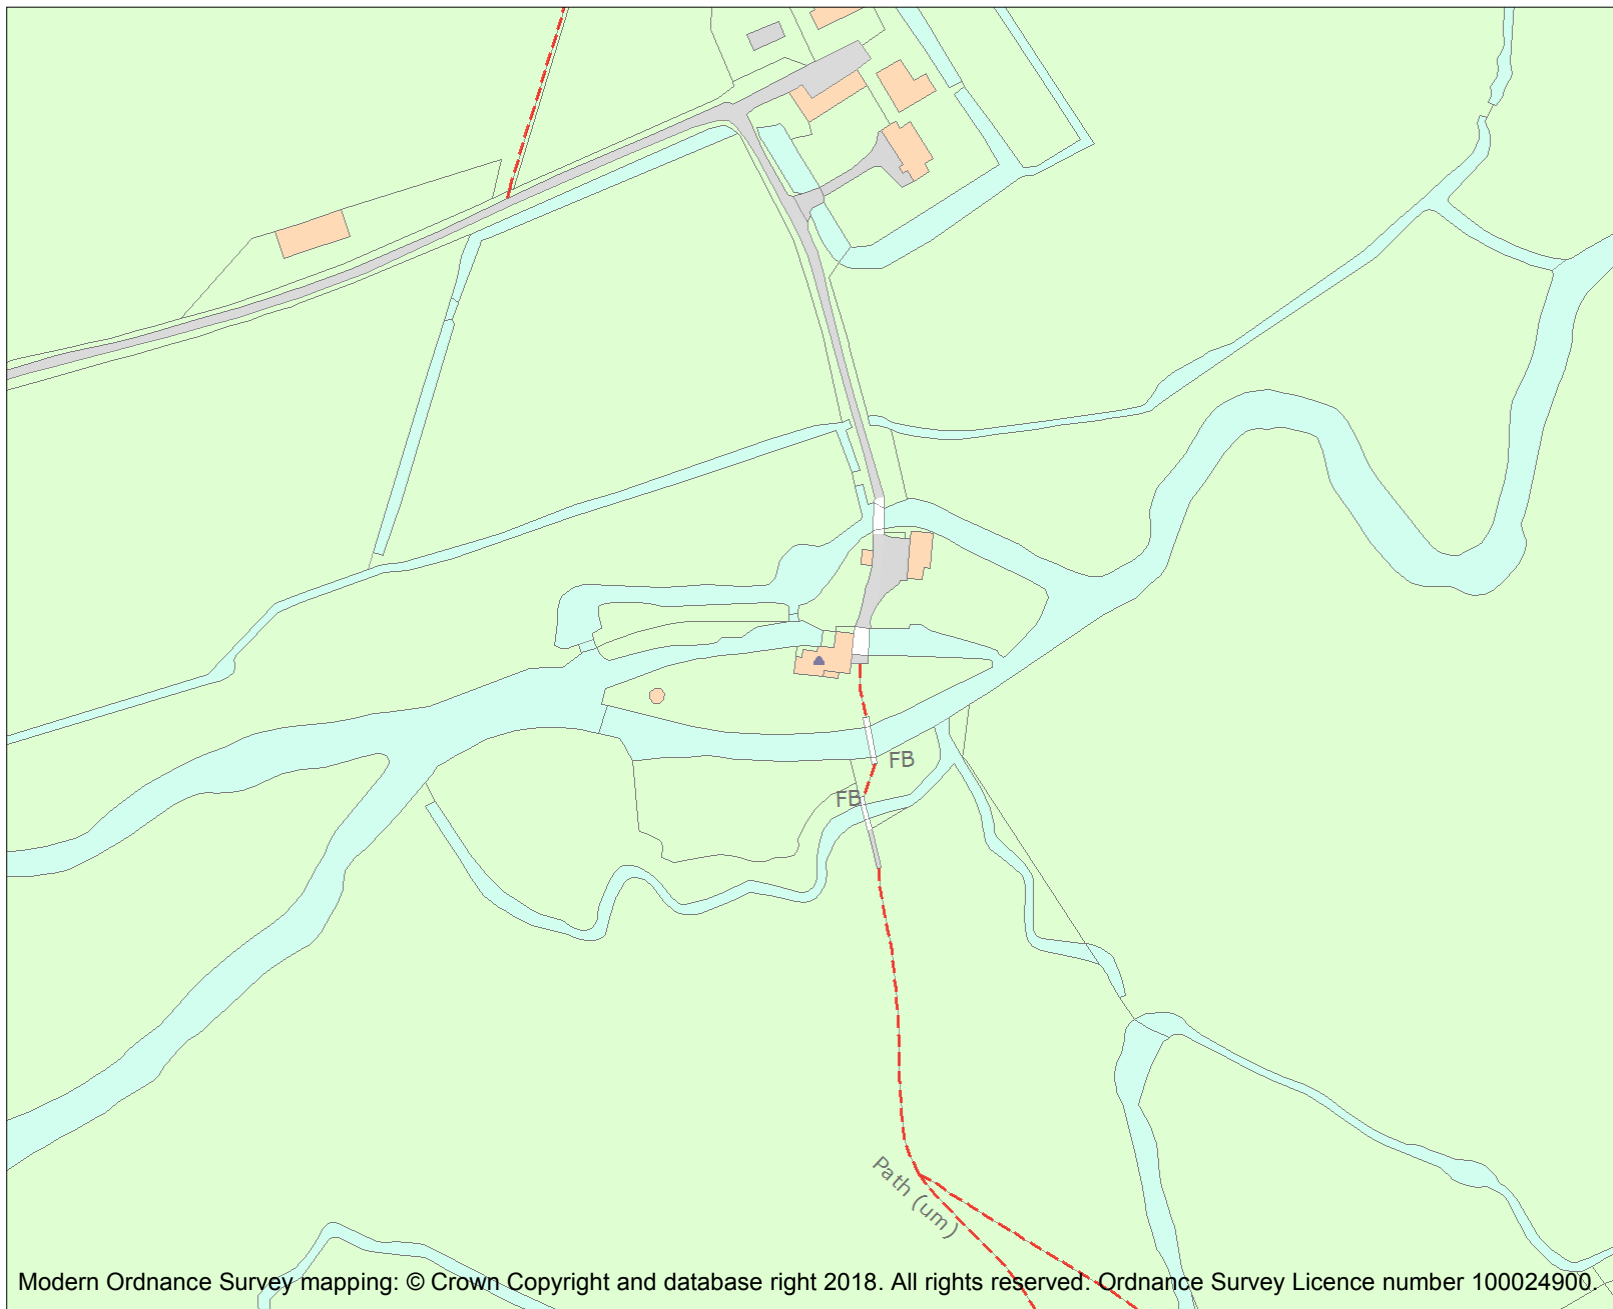 FB
FB
Path (um)
Modern Ordnance Survey mapping: © Crown Copyright and database right 2018. All rights reserved. Ordnance Survey Licence number 100024900.